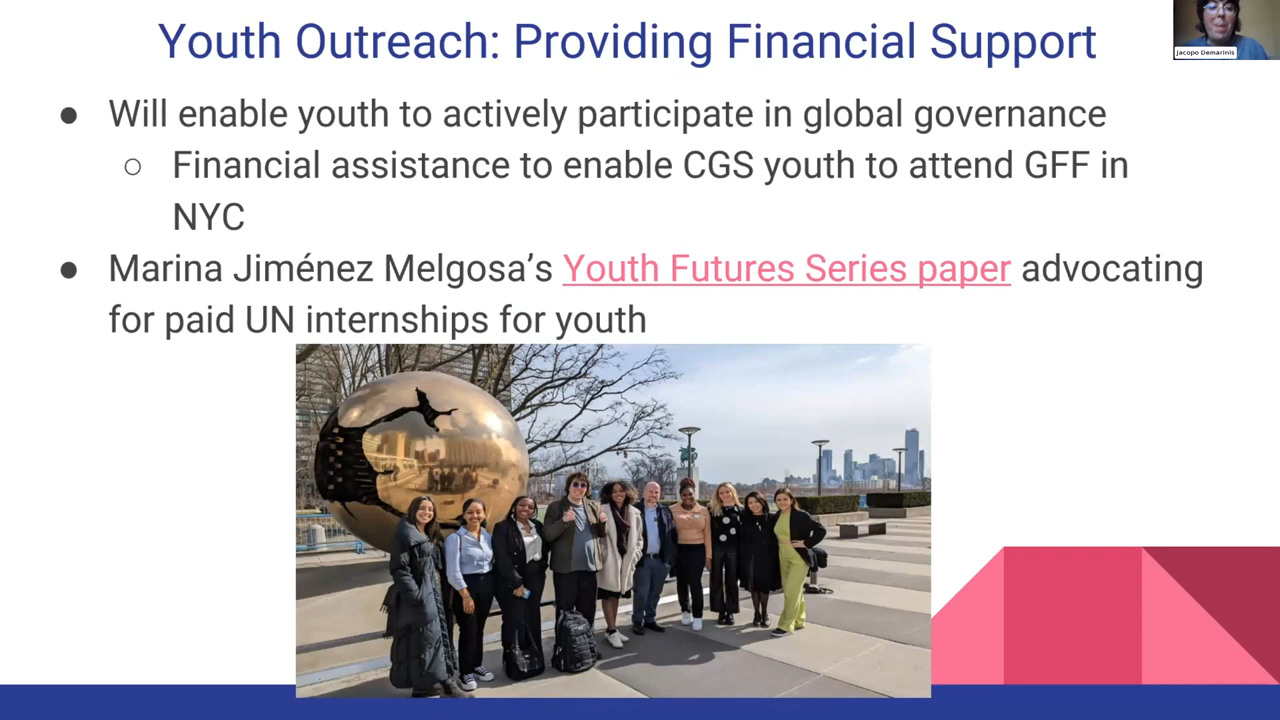 Youth Outreach: Providing Financial Support
Jacopo Demarinis
● Will enable youth to actively participate in global governance
○ Financial assistance to enable CGS youth to attend GFF in
NYC
● Marina Jiménez Melgosa’s Youth Futures Series paper advocating
for paid UN internships for youth